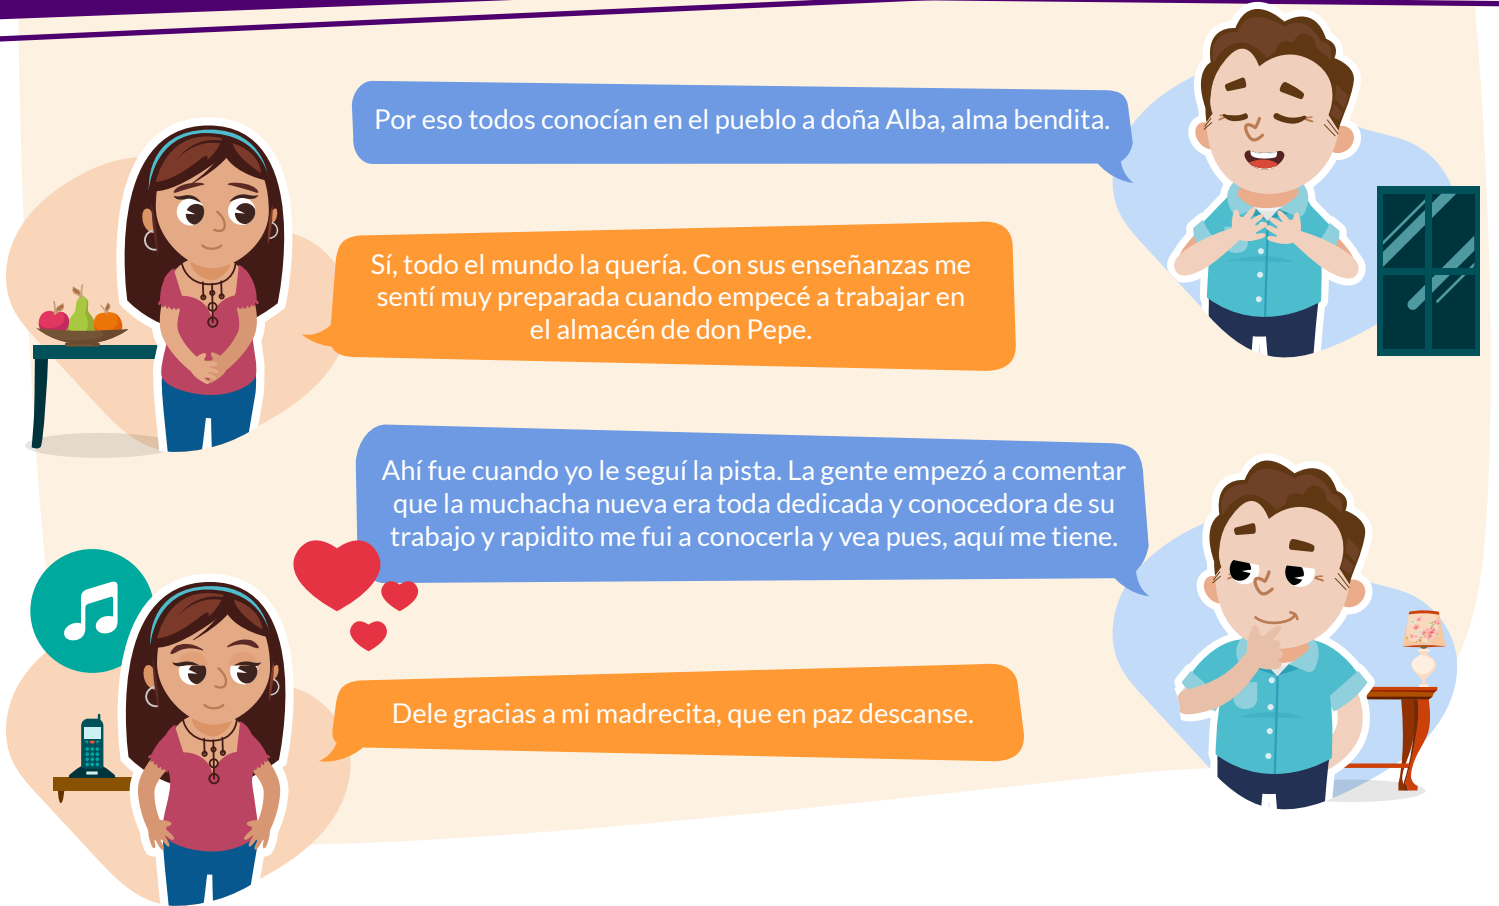 Por eso todos conocían en el pueblo a doña Alba, alma bendita.
Sí, todo el mundo la quería. Con sus enseñanzas me
sentí muy preparada cuando empecé a trabajar en
el almacén de don Pepe.
Ahí fue cuando yo le seguí la pista. La gente empezó a comentar
que la muchacha nueva era toda dedicada y conocedora de su
trabajo y rapidito me fui a conocerla y vea pues, aquí me tiene.
Dele gracias a mi madrecita, que en paz descanse.